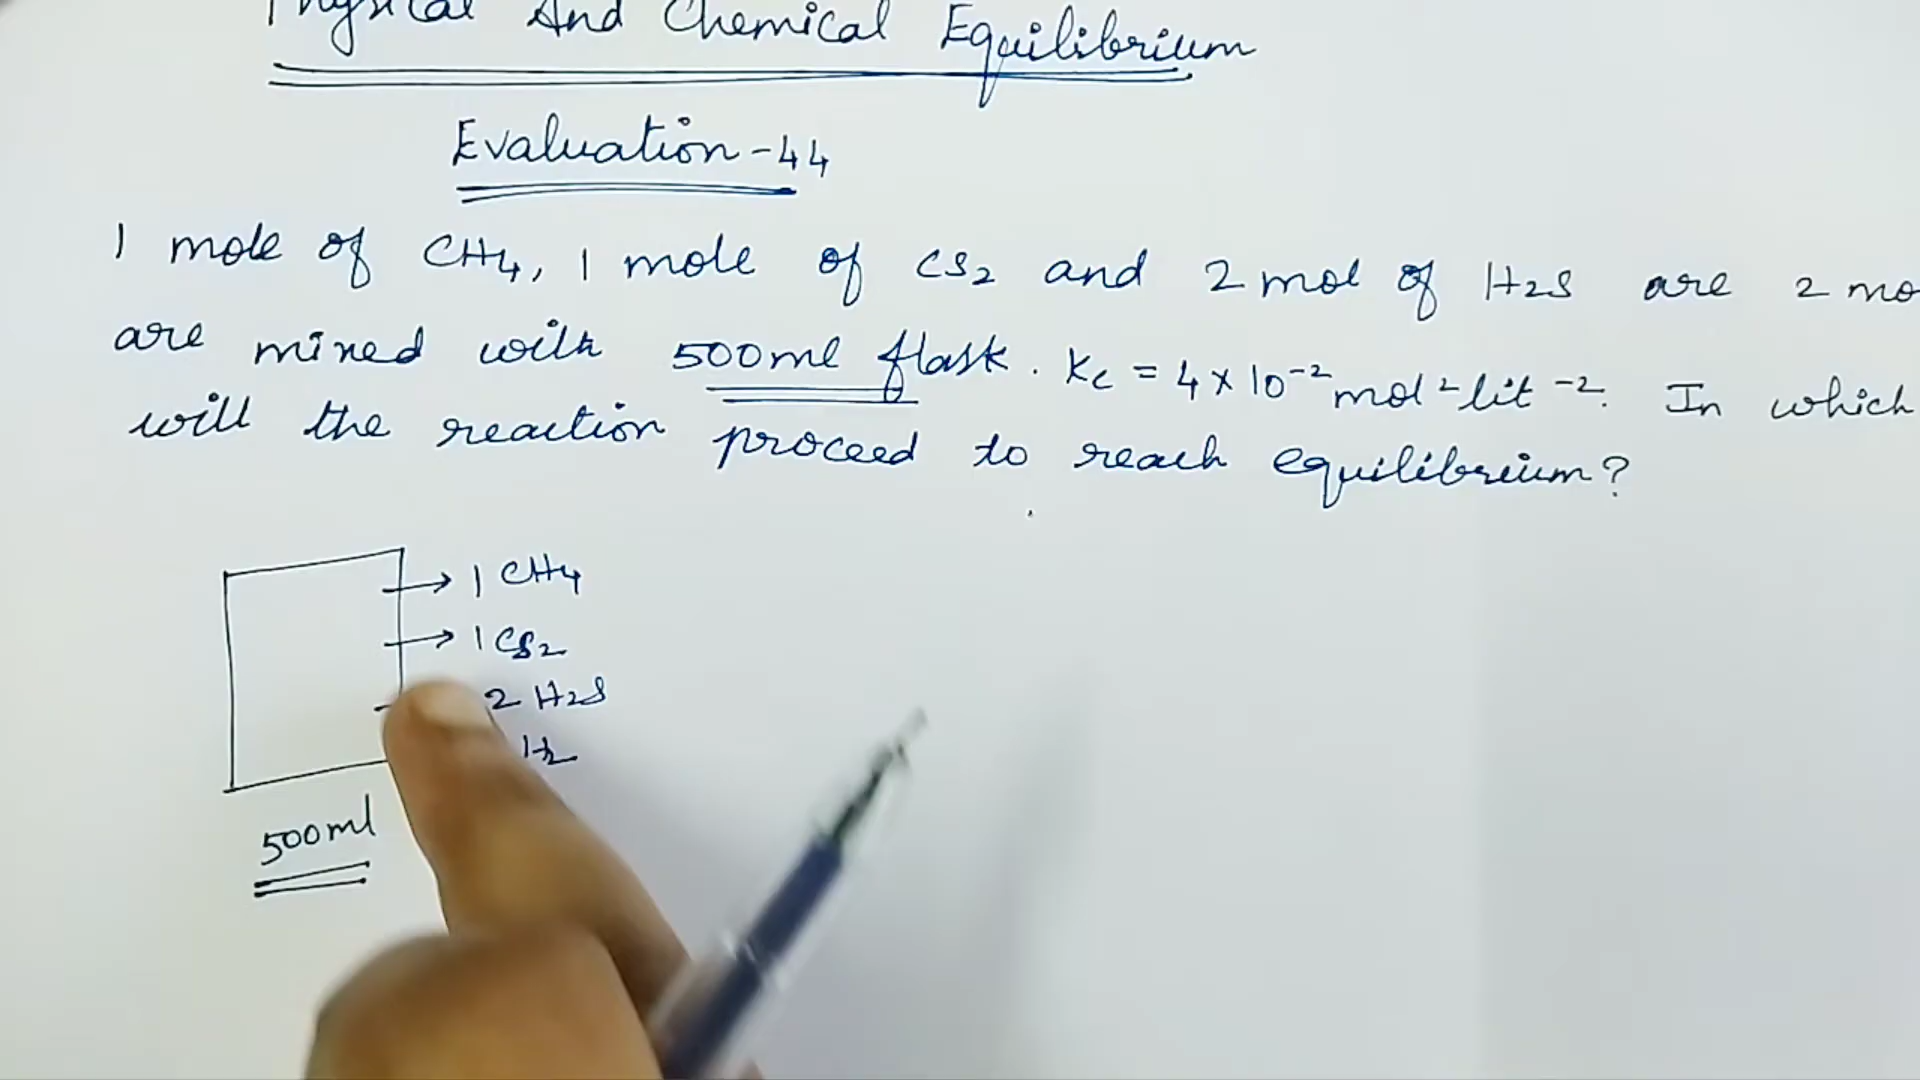 Physical And Chemical Equilibrium
Evaluation-44
1 mole of CH4, 1 mole of CS2 and 2 mol of H2S are 2 mo
are mixed with 500ml flask. Kc = 4 x 10⁻² mol² lit⁻². In which
will the reaction proceed to reach equilibrium?
1 CH4
1 CS2
2 H2S
H2
500ml